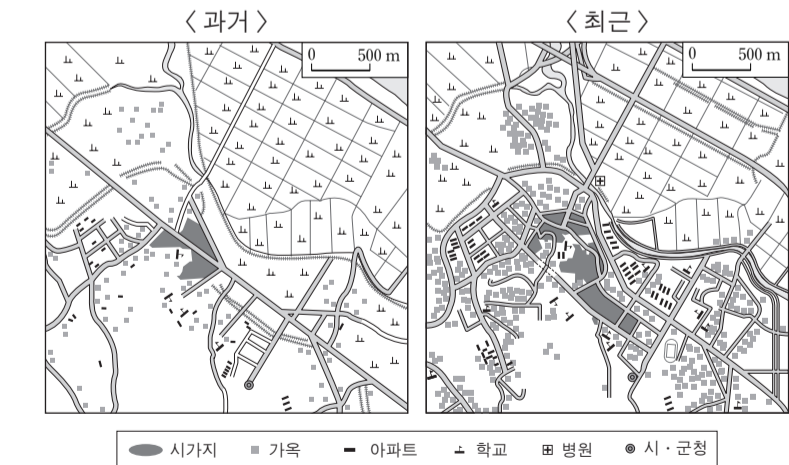 〈 과거 〉
〈 최근 〉
0 500 m
0 500 m
시가지 가옥 아파트 학교 병원 시 · 군청